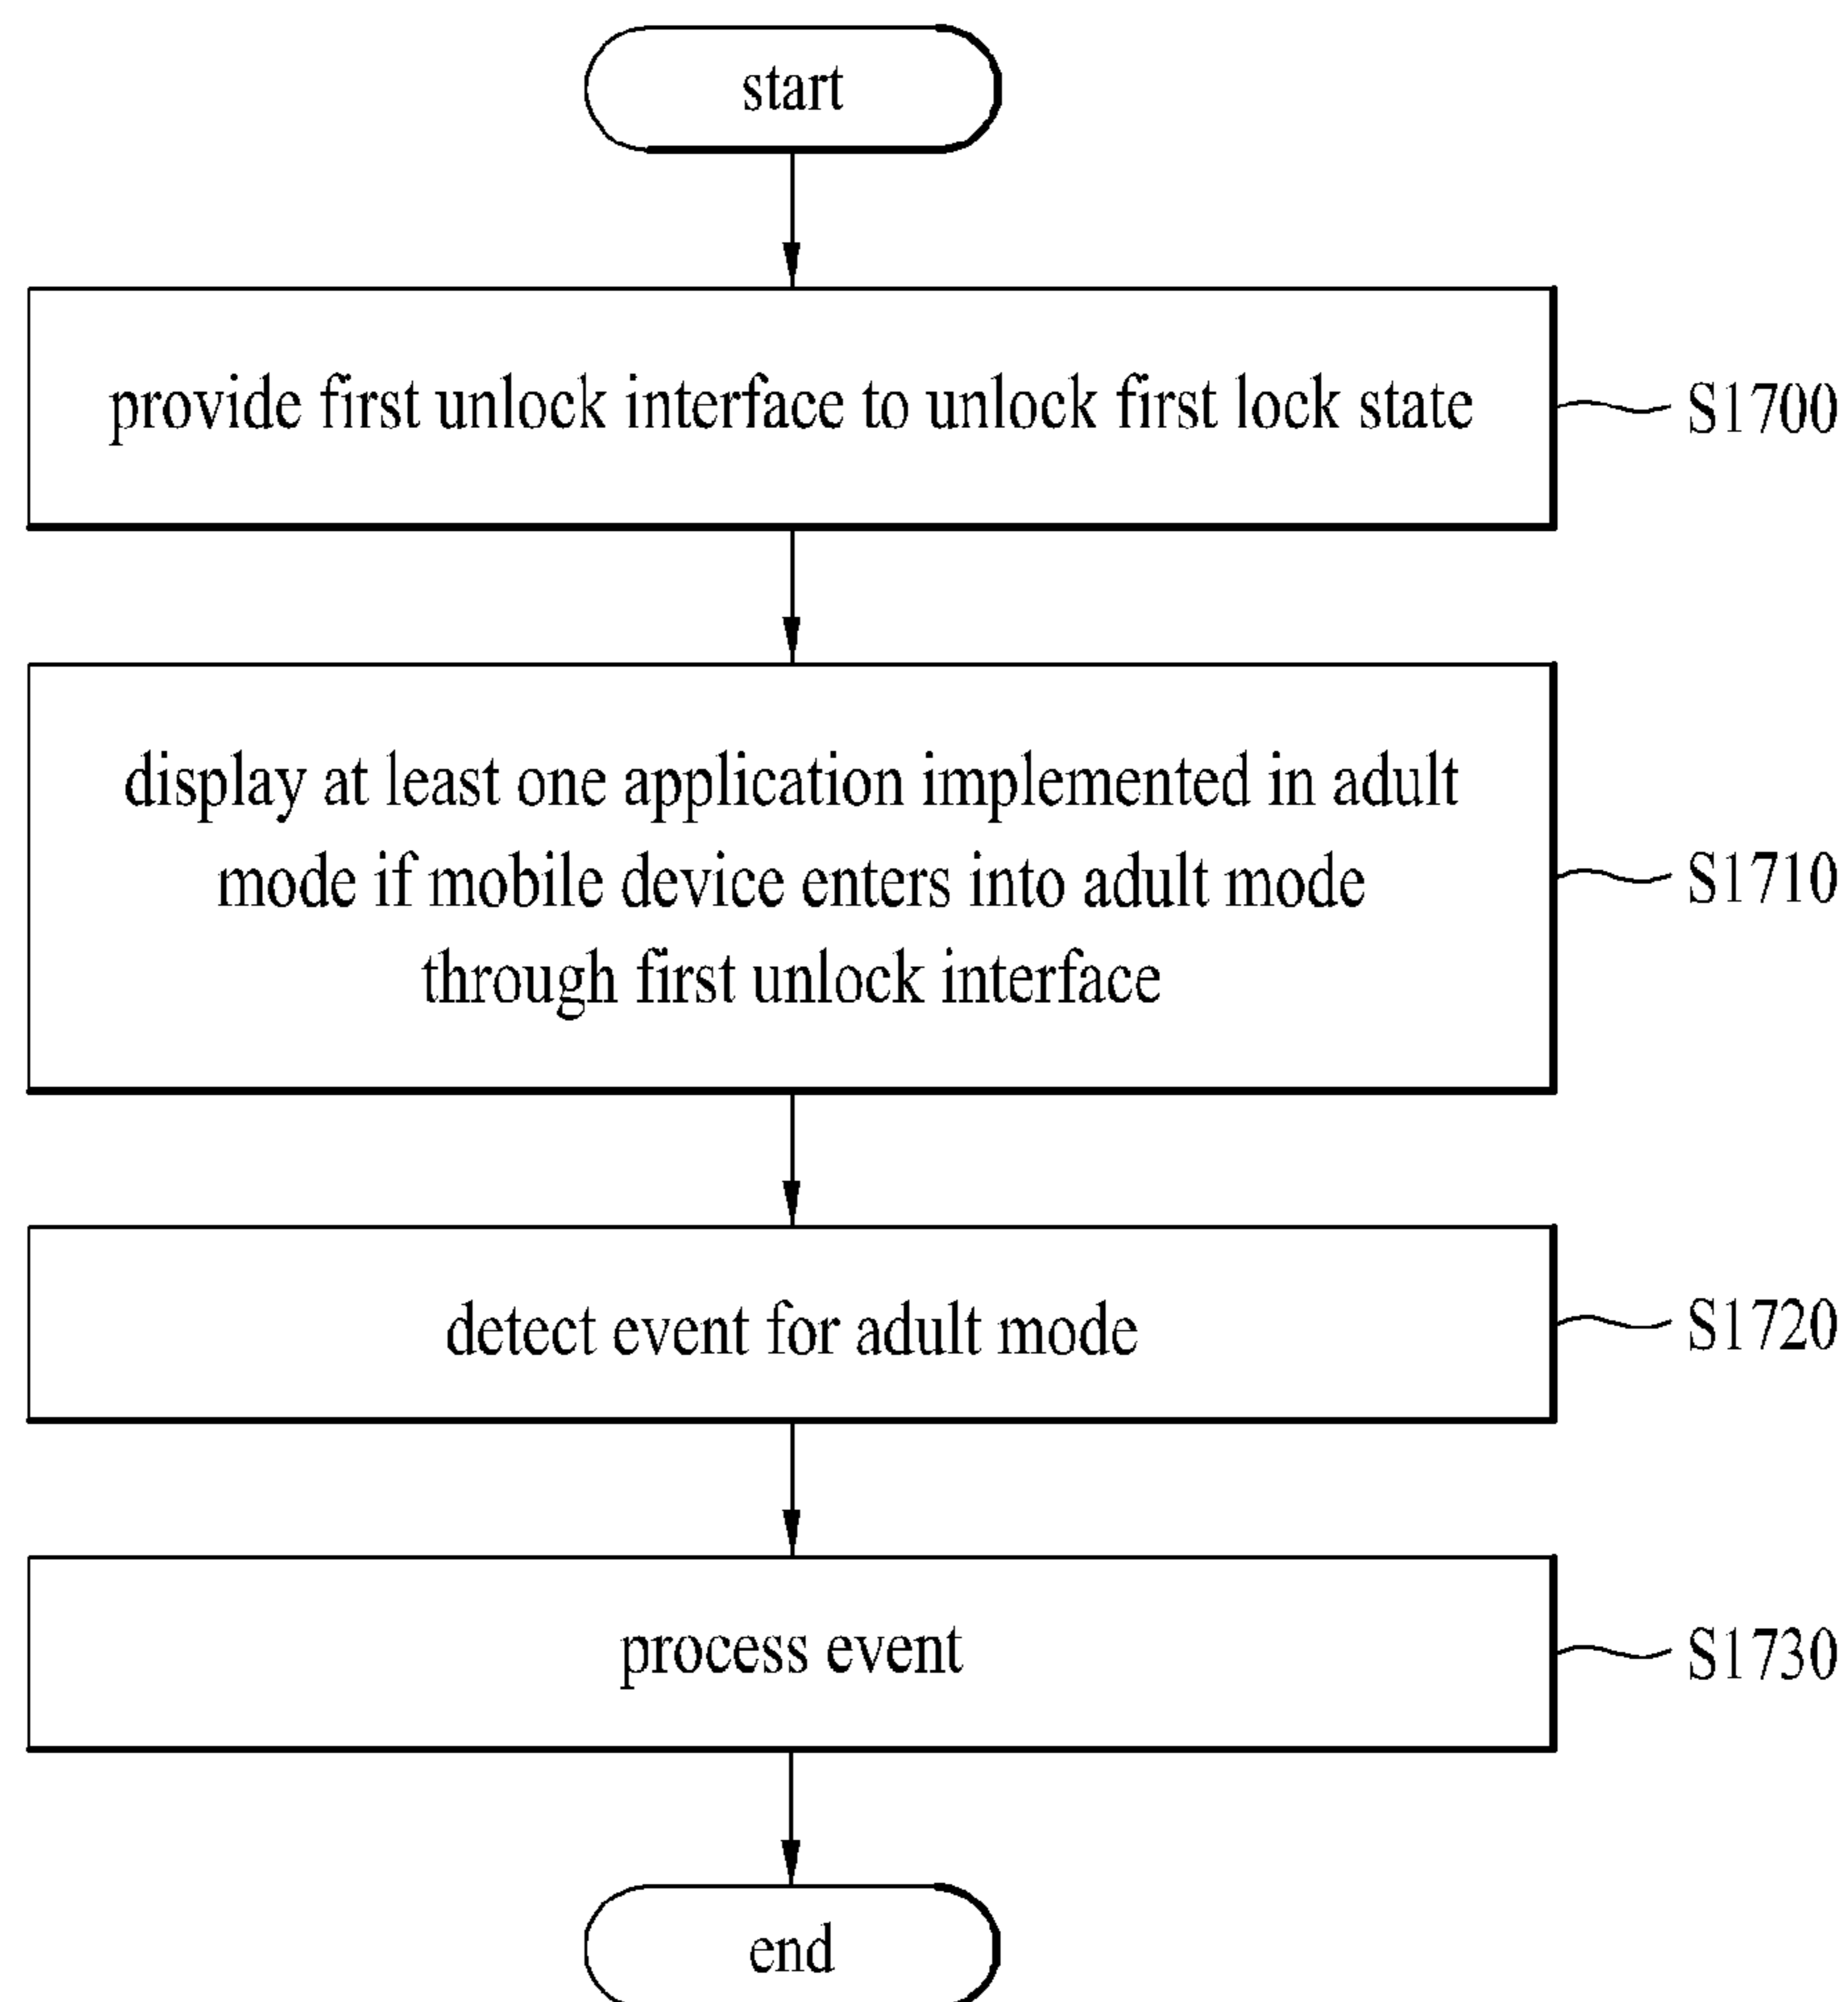 start
provide first unlock interface to unlock first lock state
S1700
display at least one application implemented in adult
mode if mobile device enters into adult mode
through first unlock interface
S1710
detect event for adult mode
S1720
process event
S1730
end